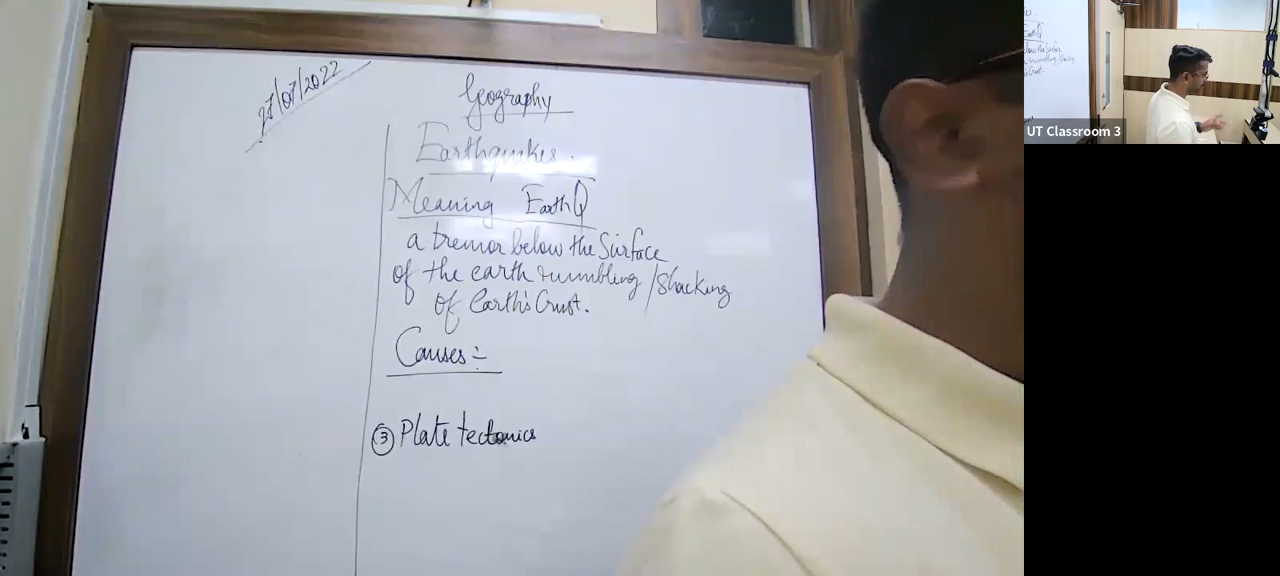 27/07/2022
Geography
Earthquakes.
Meaning EarthQ
a tremor below the Surface
of the earth rumbling/Shacking
of Earth's Crust.
Causes:-
③ Plate tectonics
UT Classroom 3